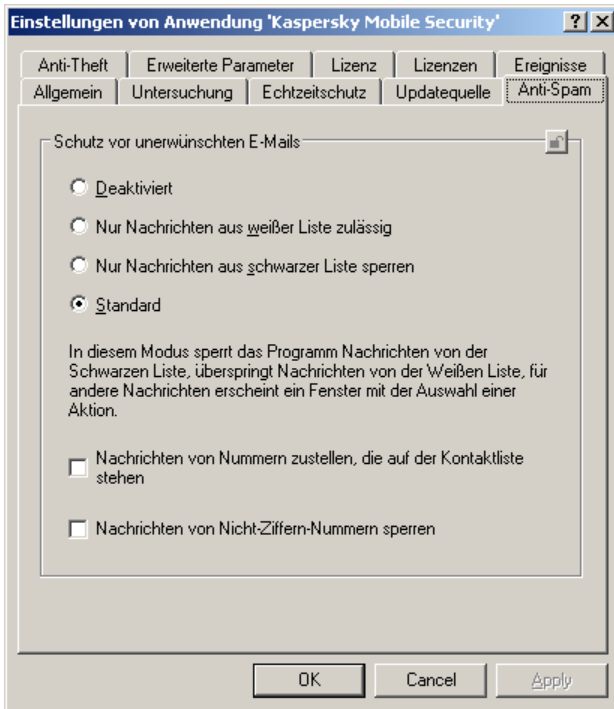 Einstellungen von Anwendung 'Kaspersky Mobile Security'
Anti-Theft Erweiterte Parameter Lizenz Lizenzen Ereignisse
Allgemein Untersuchung Echtzeitschutz Updatequelle Anti-Spam
Schutz vor unerwünschten E-Mails
Deaktiviert
Nur Nachrichten aus weißer Liste zulässig
Nur Nachrichten aus schwarzer Liste sperren
Standard
In diesem Modus sperrt das Programm Nachrichten von der
Schwarzen Liste, überspringt Nachrichten von der Weißen Liste, für
andere Nachrichten erscheint ein Fenster mit der Auswahl einer
Aktion.
Nachrichten von Nummern zustellen, die auf der Kontaktliste
stehen
Nachrichten von Nicht-Ziffern-Nummern sperren
OK Cancel Apply